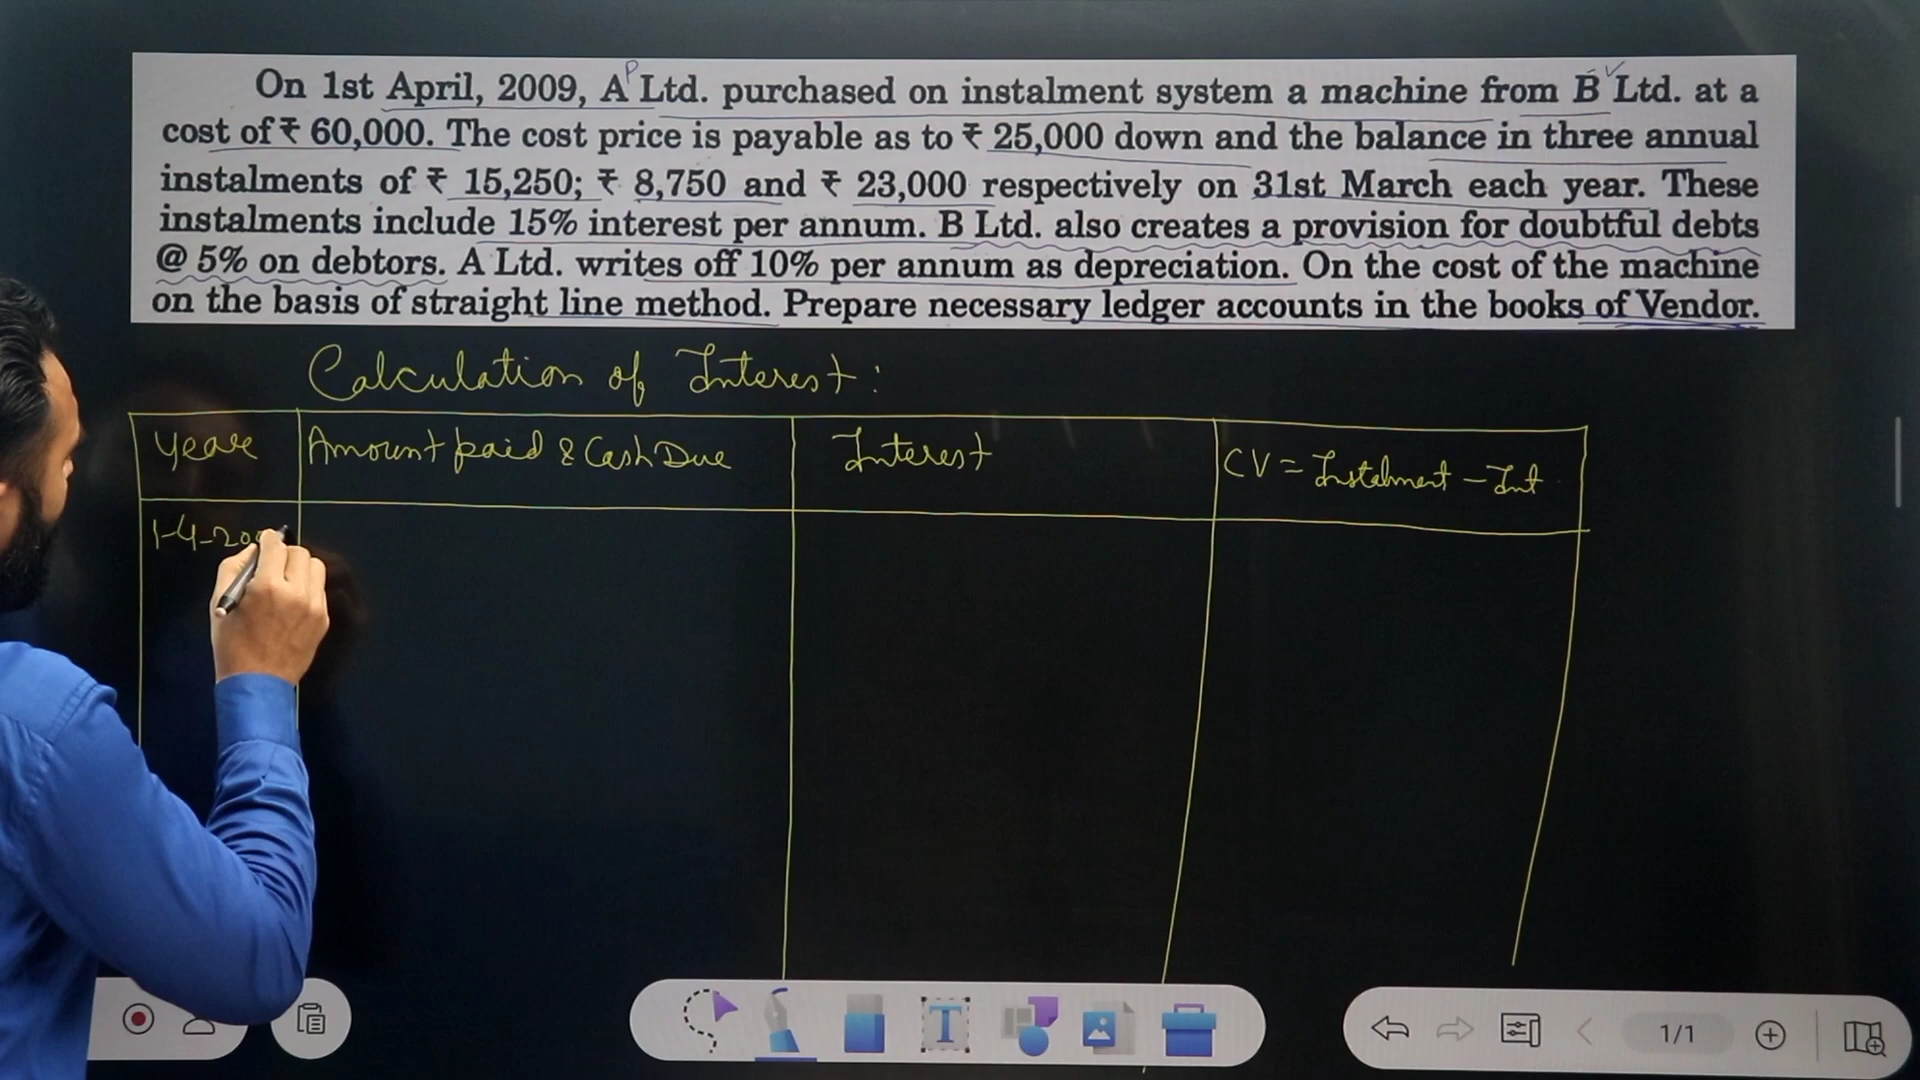 On 1st April, 2009, A Ltd. purchased on instalment system a machine from B Ltd. at a
cost of ₹ 60,000. The cost price is payable as to ₹ 25,000 down and the balance in three annual
instalments of ₹ 15,250; ₹ 8,750 and ₹ 23,000 respectively on 31st March each year. These
instalments include 15% interest per annum. B Ltd. also creates a provision for doubtful debts
@ 5% on debtors. A Ltd. writes off 10% per annum as depreciation. On the cost of the machine
on the basis of straight line method. Prepare necessary ledger accounts in the books of Vendor.
Calculation of Interest:
Year Amount paid & Cash Due Interest CV = Instalment - Int
1-4-200
T
1/1